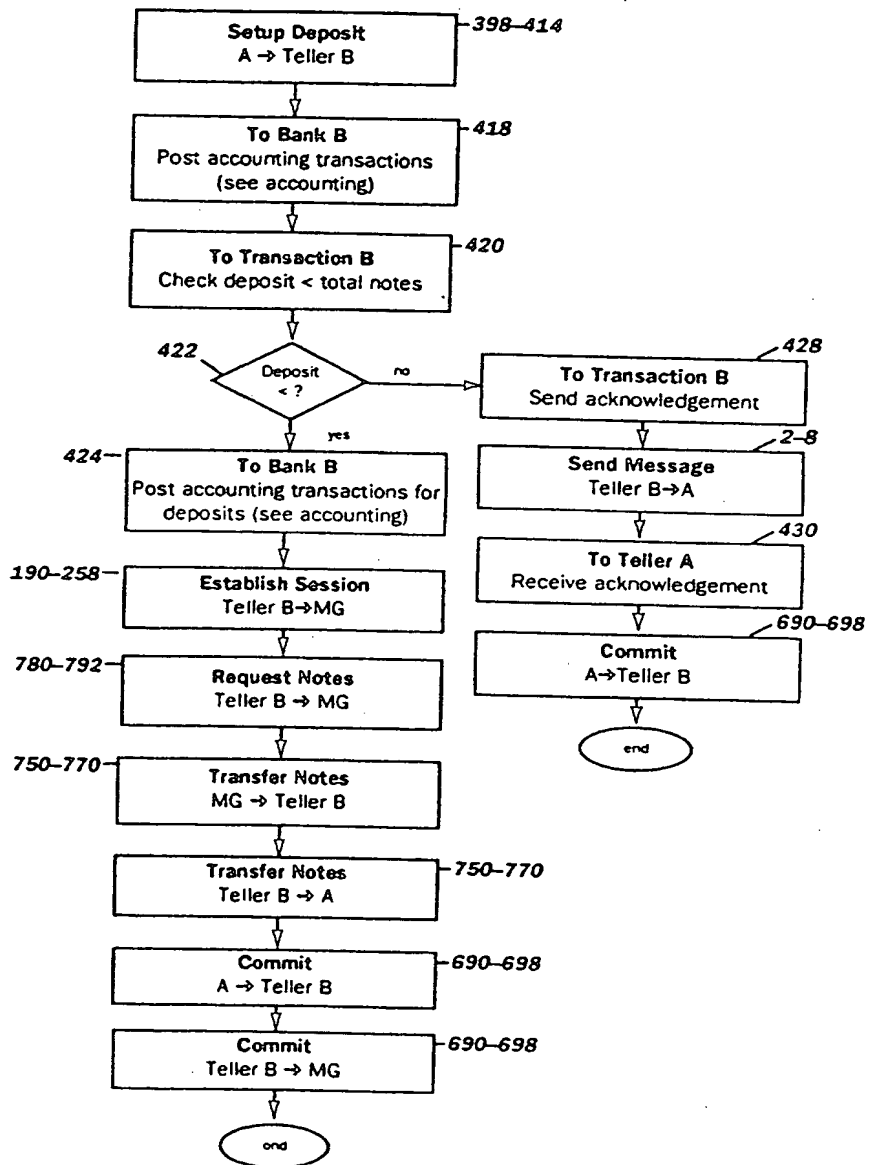 Setup Deposit
A → Teller B
398–414
To Bank B
Post accounting transactions
(see accounting)
418
To Transaction B
Check deposit < total notes
420
422
Deposit
< ?
no
yes
428
To Transaction B
Send acknowledgement
2–8
Send Message
Teller B→A
430
To Teller A
Receive acknowledgement
690–698
Commit
A→Teller B
end
424
To Bank B
Post accounting transactions for
deposits (see accounting)
190–258
Establish Session
Teller B→MG
780–792
Request Notes
Teller B → MG
750–770
Transfer Notes
MG → Teller B
Transfer Notes
Teller B → A
750–770
Commit
A → Teller B
690–698
Commit
Teller B → MG
690–698
end